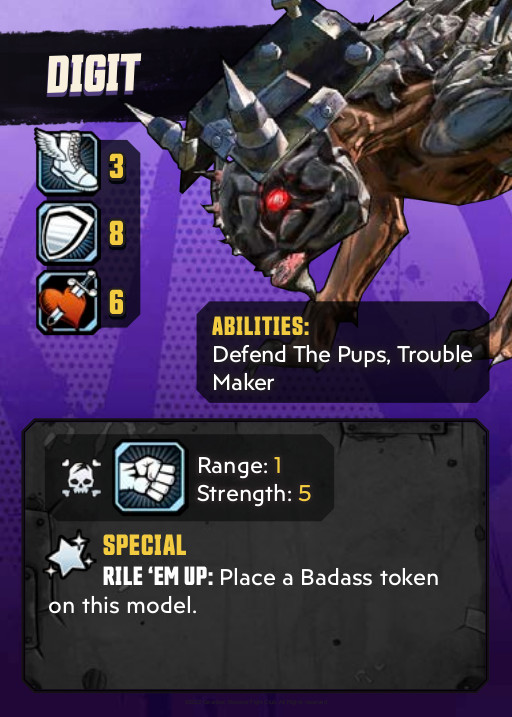 DIGIT
3
8
6
ABILITIES:
Defend The Pups, Trouble
Maker
Range: 1
Strength: 5
SPECIAL
RILE ‘EM UP: Place a Badass token
on this model.